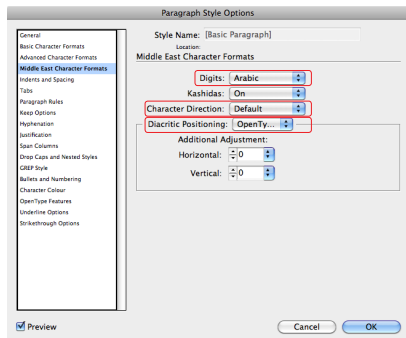 Paragraph Style Options
General
Basic Character Formats
Advanced Character Formats
Middle East Character Formats
Indents and Spacing
Tabs
Paragraph Rules
Keep Options
Hyphenation
Justification
Span Columns
Drop Caps and Nested Styles
GREP Style
Bullets and Numbering
Character Colour
OpenType Features
Underline Options
Strikethrough Options
Style Name: [Basic Paragraph]
Location:
Middle East Character Formats
Digits: Arabic
Kashidas: On
Character Direction: Default
Diacritic Positioning: OpenTy...
Additional Adjustment:
Horizontal: 0
Vertical: 0
Preview
Cancel
OK